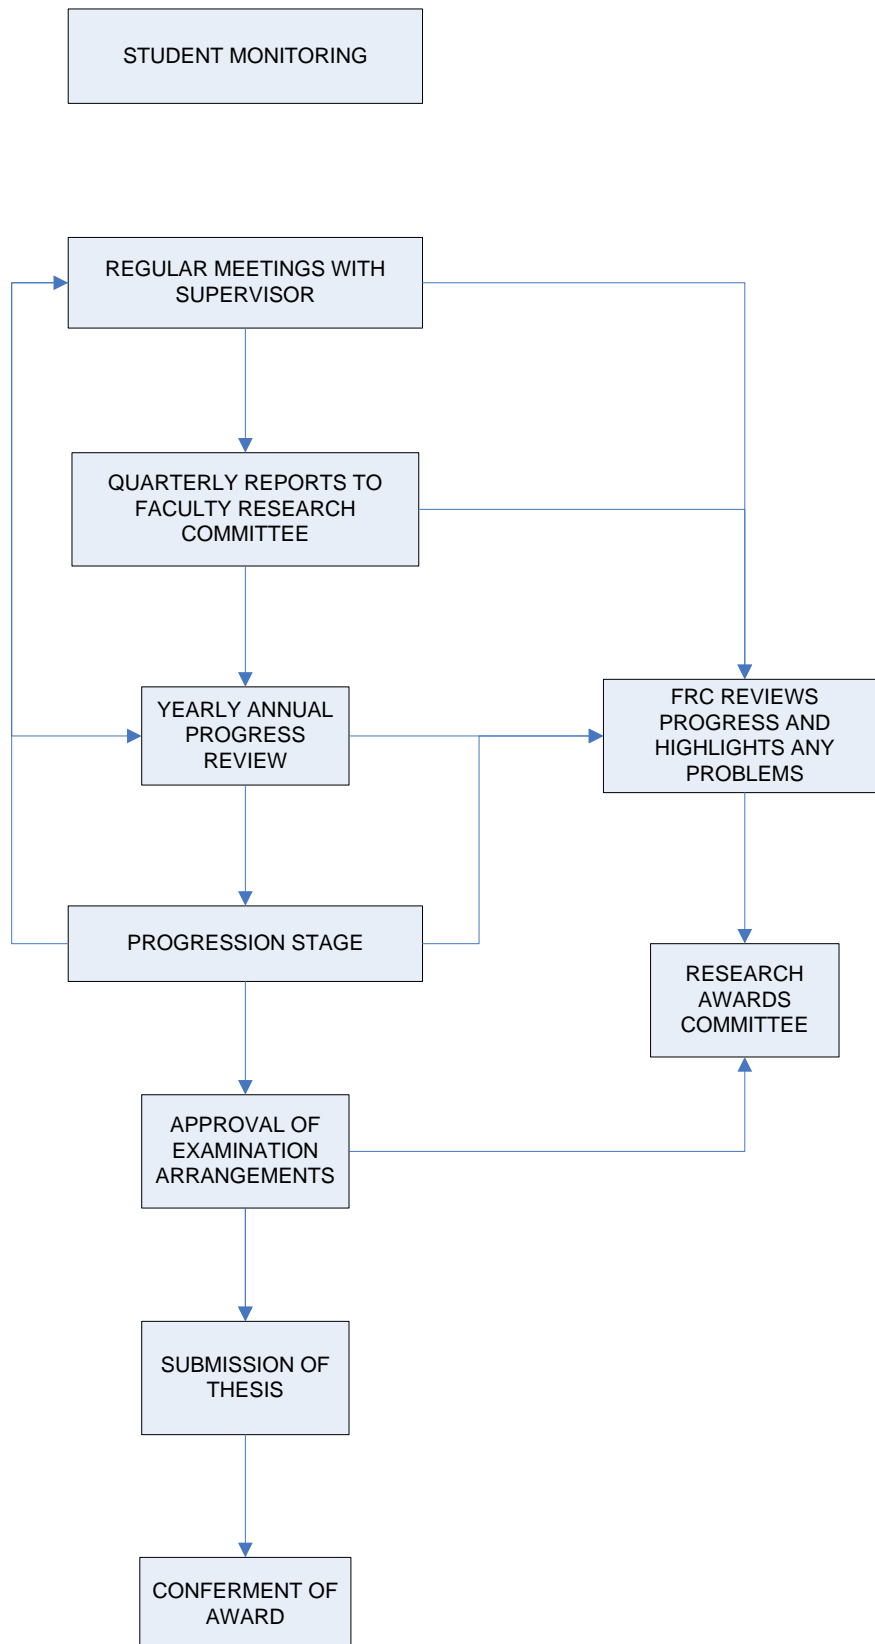 STUDENT MONITORING
REGULAR MEETINGS WITH
SUPERVISOR
QUARTERLY REPORTS TO
FACULTY RESEARCH
COMMITTEE
YEARLY ANNUAL
PROGRESS
REVIEW
FRC REVIEWS
PROGRESS AND
HIGHLIGHTS ANY
PROBLEMS
PROGRESSION STAGE
RESEARCH
AWARDS
COMMITTEE
APPROVAL OF
EXAMINATION
ARRANGEMENTS
SUBMISSION OF
THESIS
CONFERMENT OF
AWARD